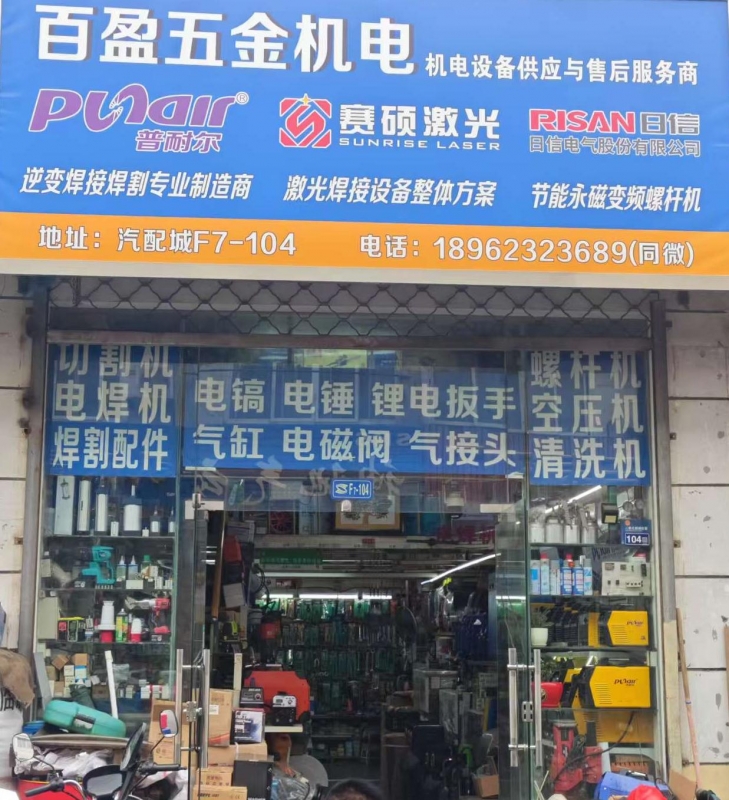 百盈五金机电 机电设备供应与售后服务商
PUNair® 赛硕激光 RISAN日信
普耐尔 SUNRISE LASER 日信电气股份有限公司
逆变焊接焊割专业制造商 激光焊接设备整体方案 节能永磁变频螺杆机
地址：汽配城F7-104 电话：18962323689(同微)
切割机
电焊机
焊割配件
电镐 电锤 锂电扳手
气缸 电磁阀 气接头
螺杆机
空压机
清洗机
F7-104
104
PUNair
PUNair